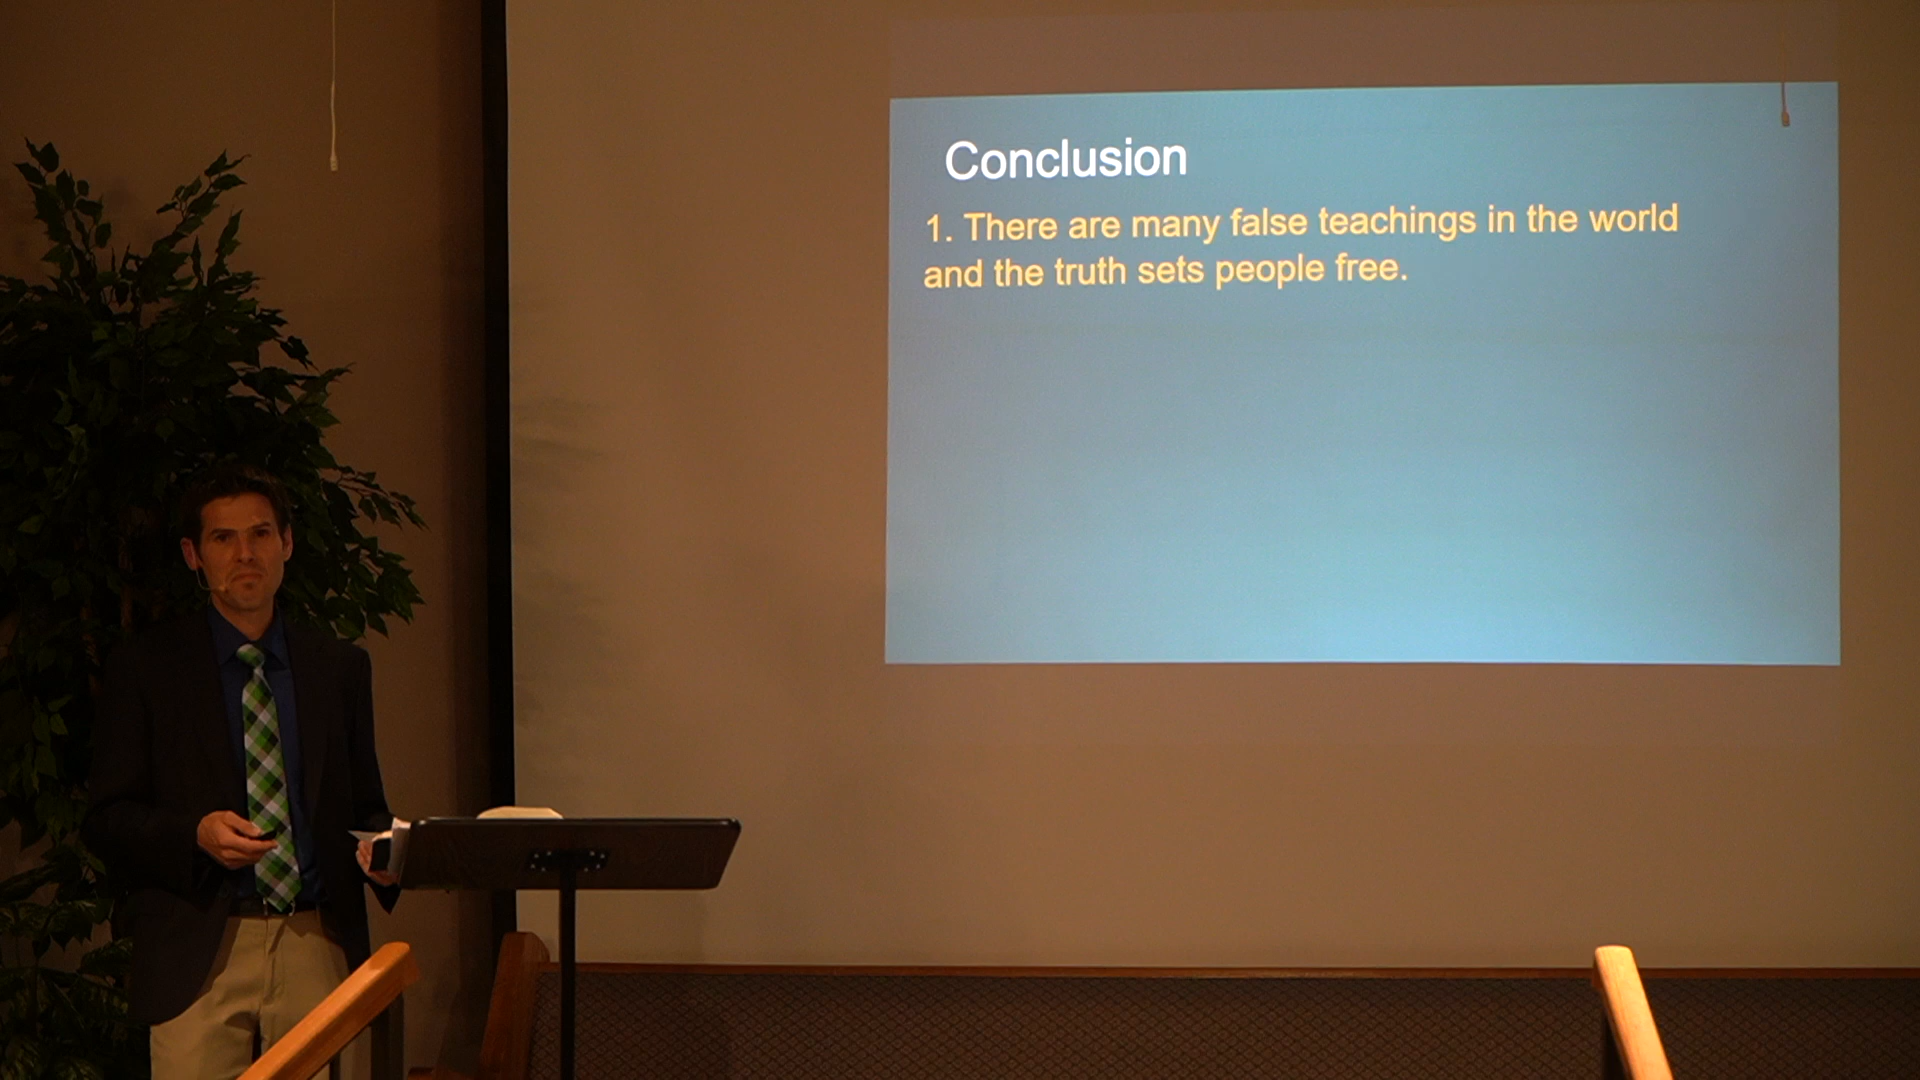 Conclusion
1. There are many false teachings in the world
and the truth sets people free.